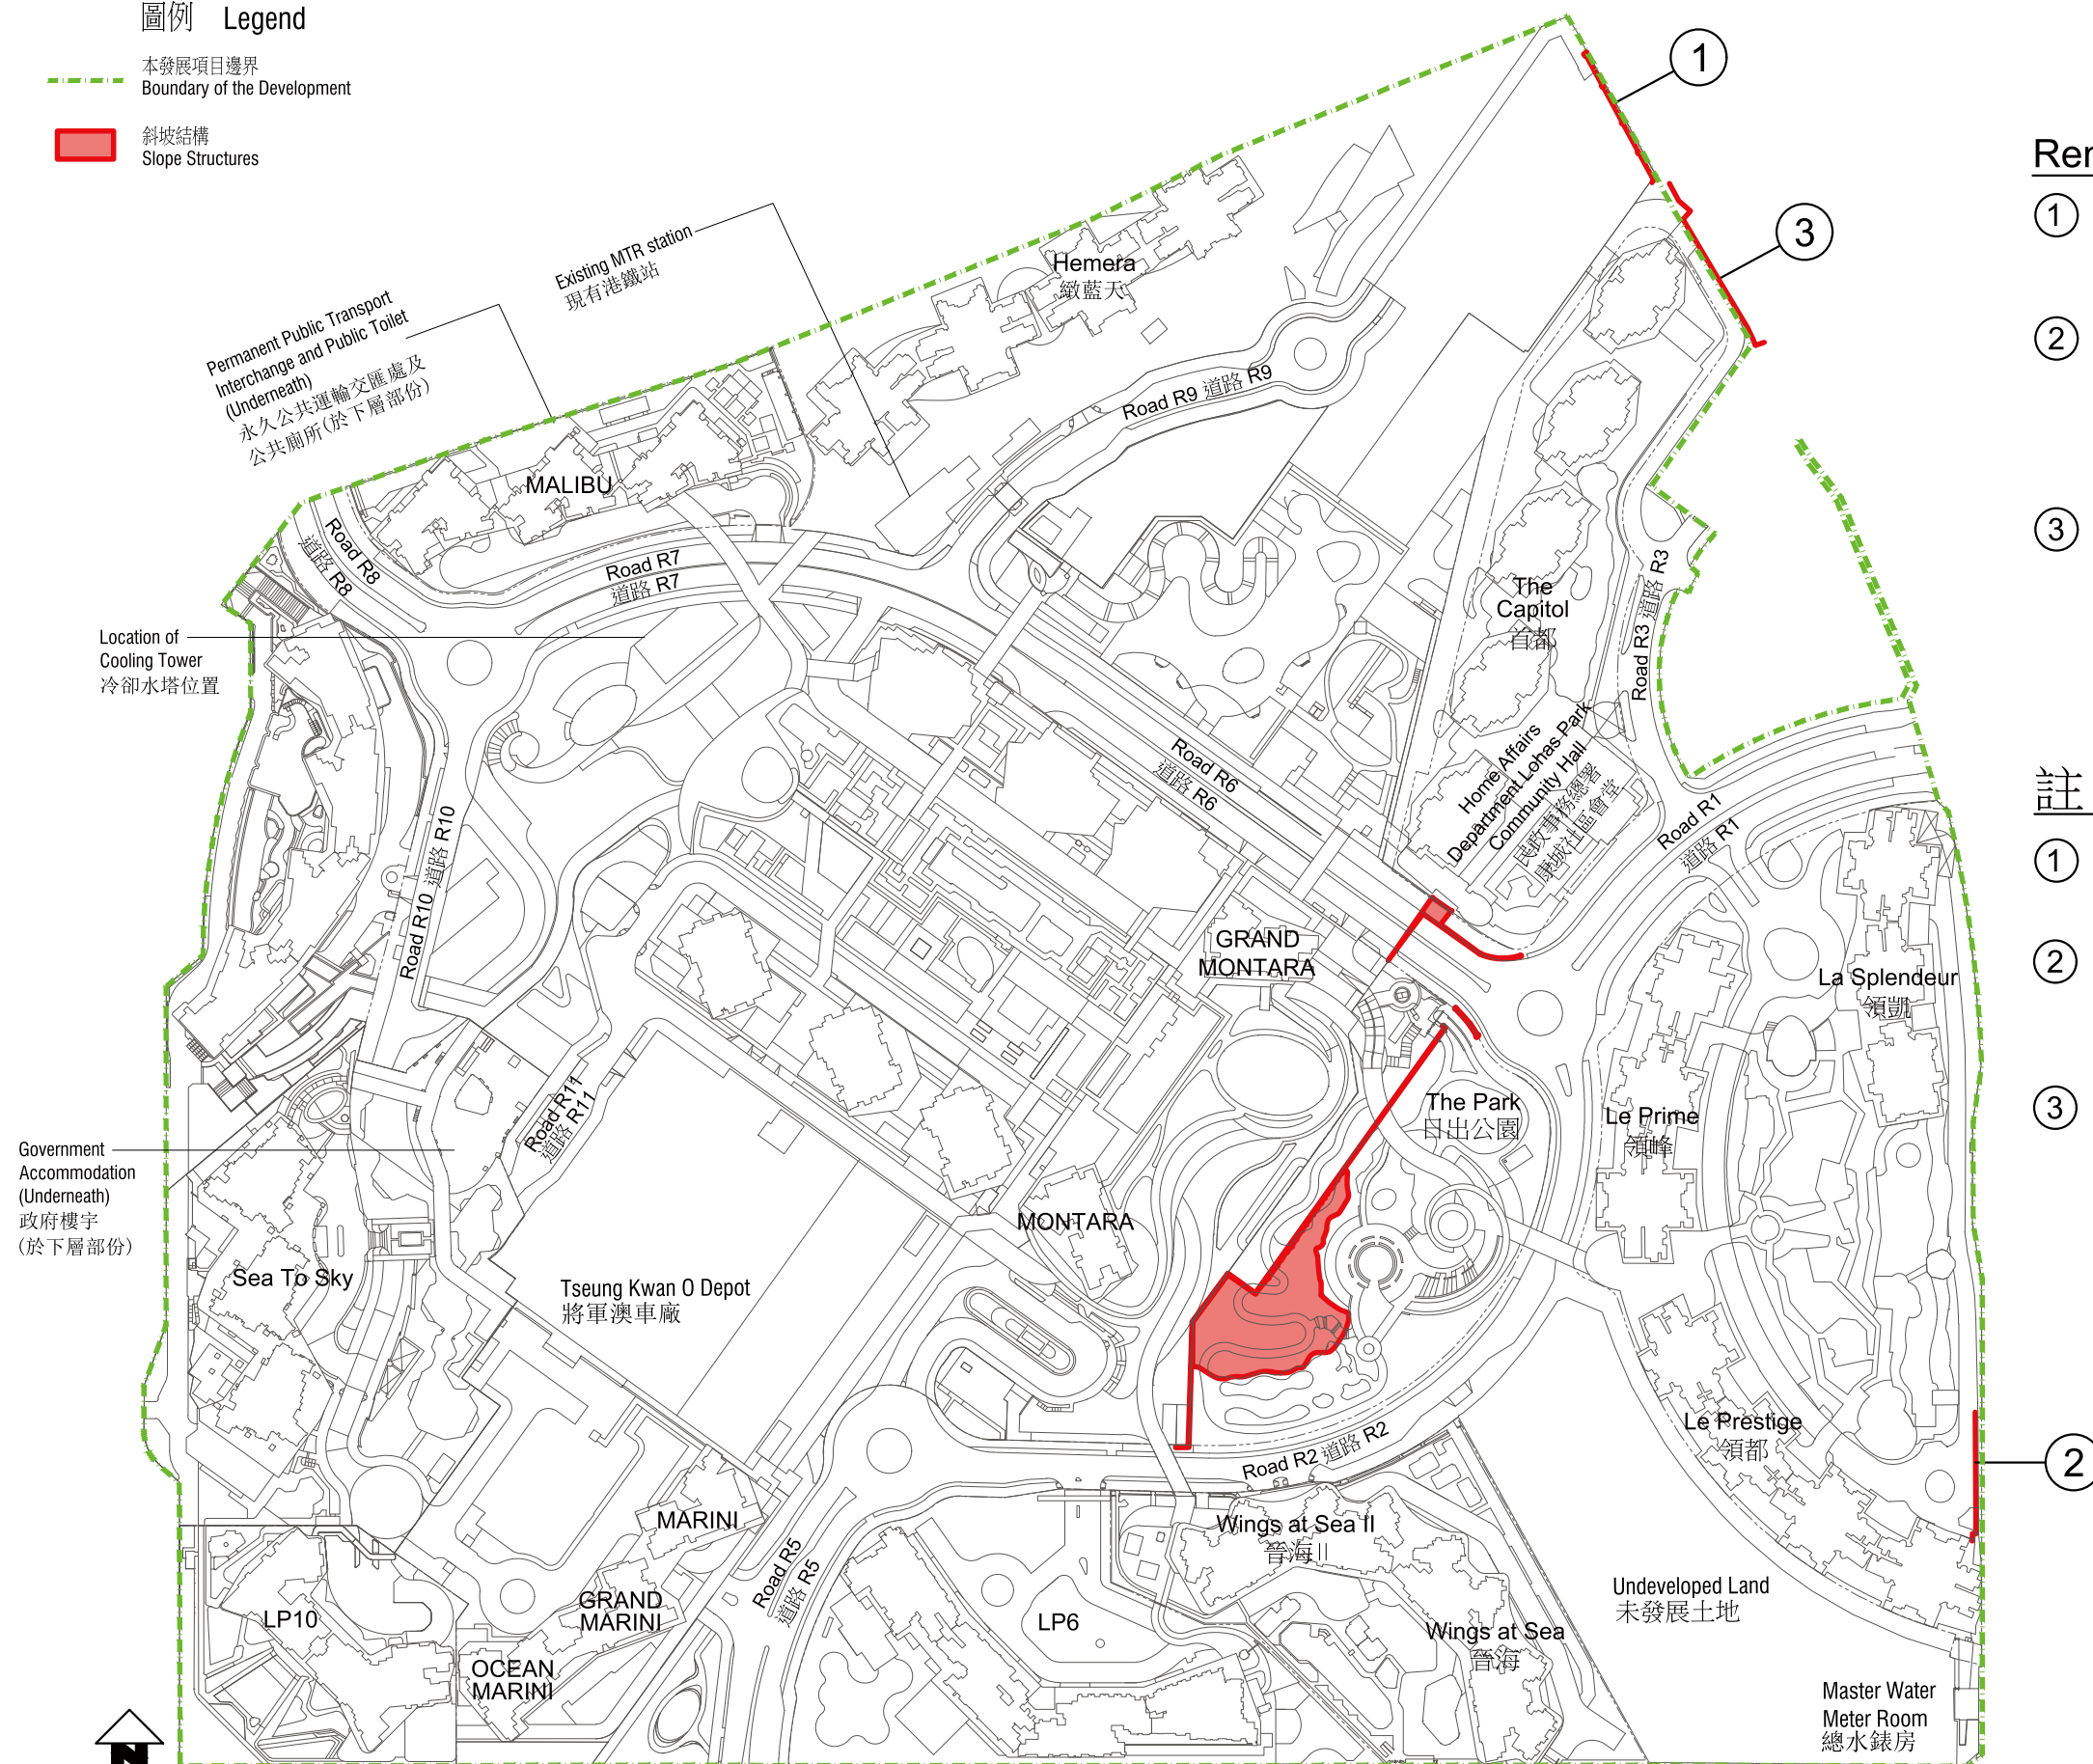 圖例 Legend
本發展項目邊界
Boundary of the Development
斜坡結構
Slope Structures
1
3
Existing MTR station
現有港鐵站
Permanent Public Transport
Interchange and Public Toilet
(Underneath)
永久公共運輸交匯處及
公共廁所(於下層部份)
Hemera
緻藍天
Road R9 道路 R9
MALIBU
Road R8
道路 R8
Road R7
道路 R7
Location of
Cooling Tower
冷卻水塔位置
The
Capitol
首都
Road R3 道路 R3
Home Affairs
Department Lohas Park
Community Hall
民政事務總署
康城社區會堂
Road R6
道路 R6
Road R1
道路 R1
Road R10 道路 R10
GRAND
MONTARA
La Splendeur
領凱
The Park
日出公園
Le Prime
領峰
Road R11
道路 R11
Government
Accommodation
(Underneath)
政府樓宇
(於下層部份)
MONTARA
Sea To Sky
Tseung Kwan O Depot
將軍澳車廠
Le Prestige
領都
2
Road R2 道路 R2
MARINI
Wings at Sea II
晉海II
Road R5
道路 R5
GRAND
MARINI
LP10
LP6
Undeveloped Land
未發展土地
Wings at Sea
晉海
OCEAN
MARINI
Master Water
Meter Room
總水錶房
N
1
2
3
註
1
2
3